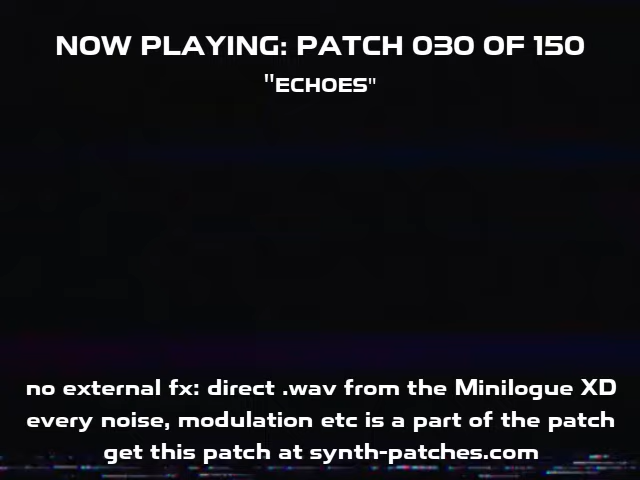 NOW PLAYING: PATCH 030 OF 150
"ECHOES"
no external fx: direct .wav from the Minilogue XD
every noise, modulation etc is a part of the patch
get this patch at synth-patches.com